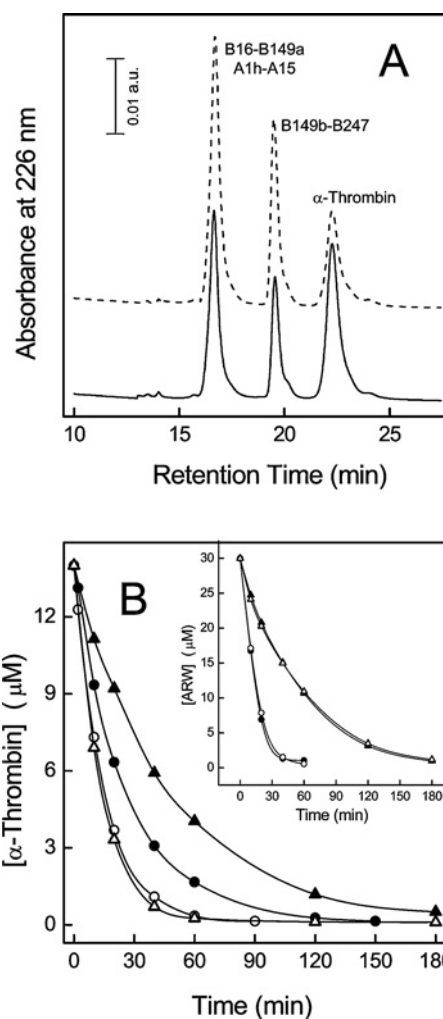 A
B16-B149a
A1h-A15
0.01 a.u.
B149b-B247
α-Thrombin
Absorbance at 226 nm
10 15 20 25
Retention Time (min)
B
[α-Thrombin] (μM)
12
9
6
3
0
0 30 60 90 120 150 180
Time (min)
[ARW] (μM)
30
25
20
15
10
5
0
0 30 60 90 120 150 180
Time (min)